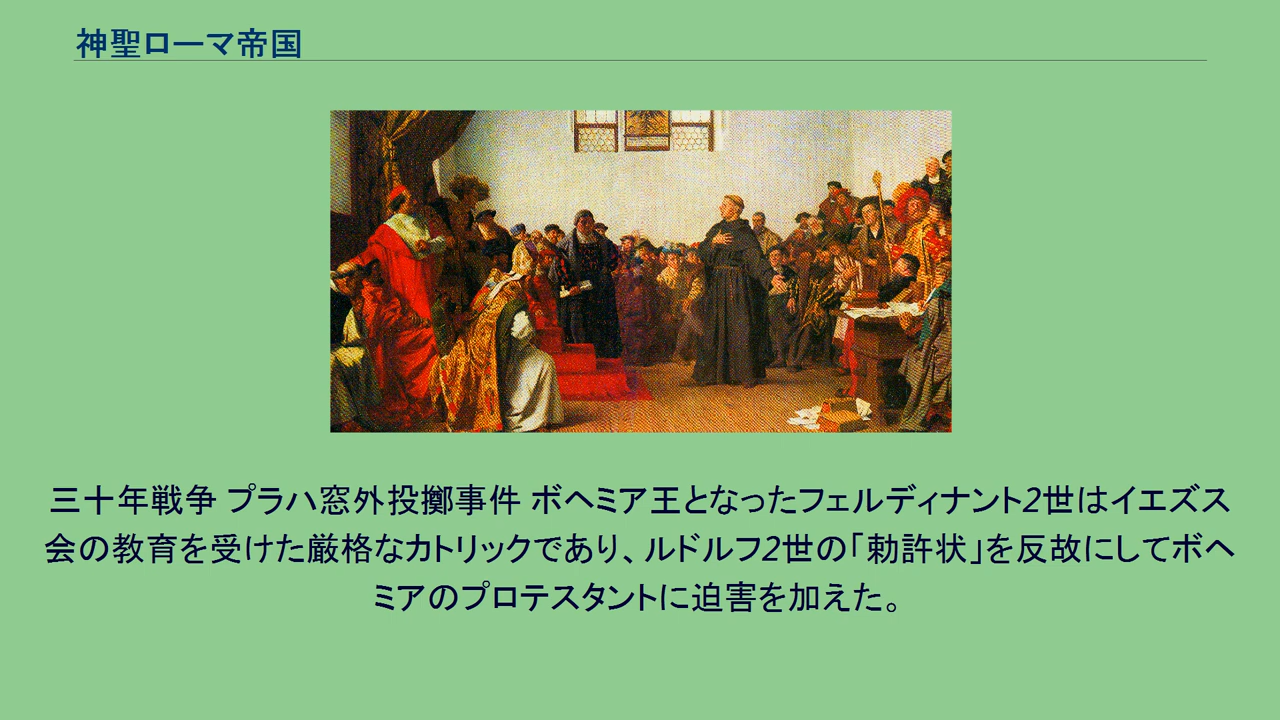 神聖ローマ帝国
三十年戦争 プラハ窓外投擲事件 ボヘミア王となったフェルディナント2世はイエズス
会の教育を受けた厳格なカトリックであり、ルドルフ2世の「勅許状」を反故にしてボヘ
ミアのプロテスタントに迫害を加えた。